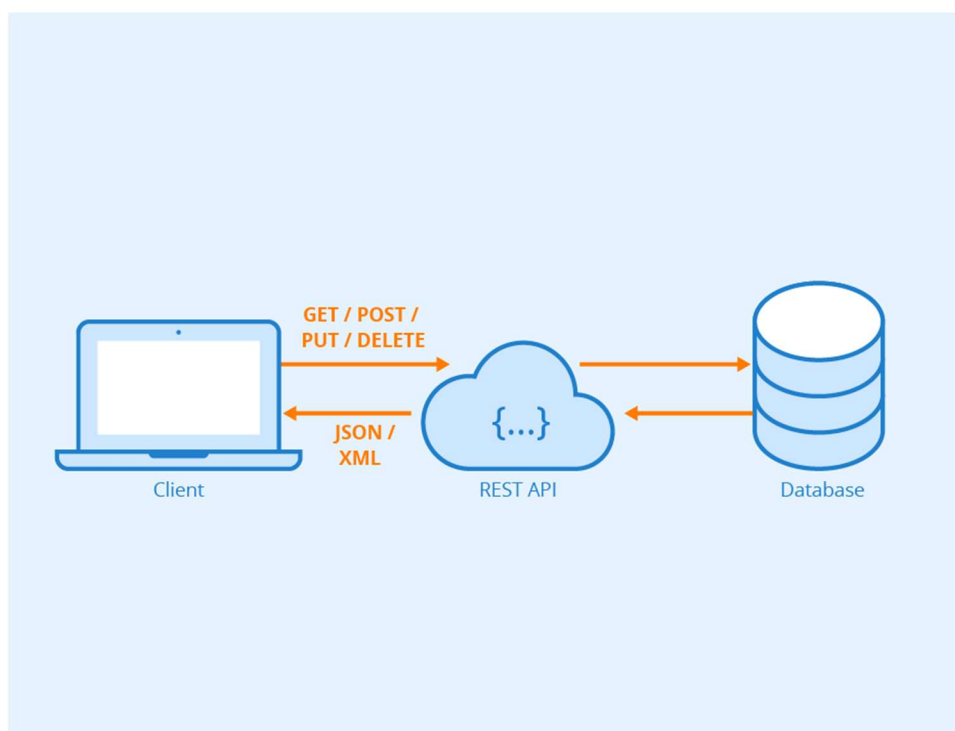 GET / POST /
PUT / DELETE
{...}
JSON /
XML
Client
REST API
Database